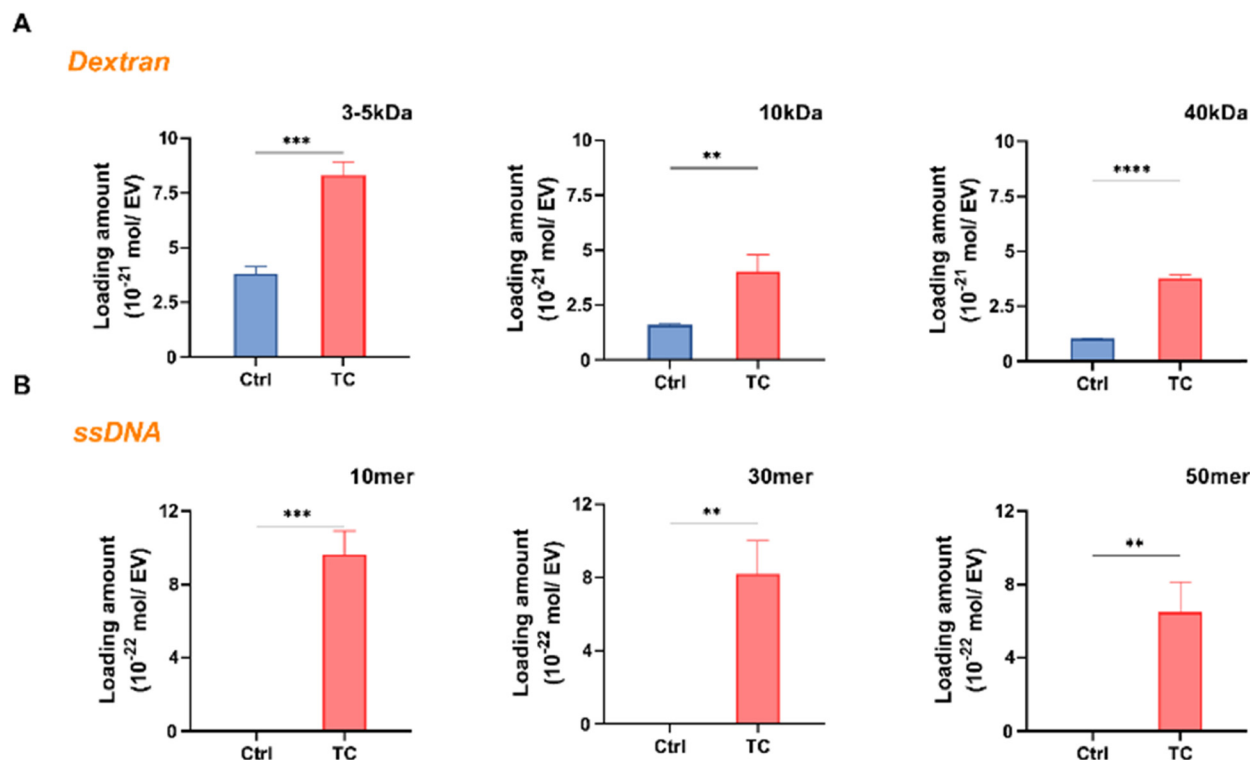 A
Dextran
3-5kDa
Loading amount
(10⁻²¹ mol/ EV)
10
7.5
5
2.5
0
***
Ctrl TC
10kDa
Loading amount
(10⁻²¹ mol/ EV)
10
7.5
5
2.5
0
**
Ctrl TC
40kDa
Loading amount
(10⁻²¹ mol/ EV)
10
7.5
5
2.5
0
****
Ctrl TC
B
ssDNA
10mer
Loading amount
(10⁻²² mol/ EV)
12
8
4
0
***
Ctrl TC
30mer
Loading amount
(10⁻²² mol/ EV)
12
8
4
0
**
Ctrl TC
50mer
Loading amount
(10⁻²² mol/ EV)
12
8
4
0
**
Ctrl TC